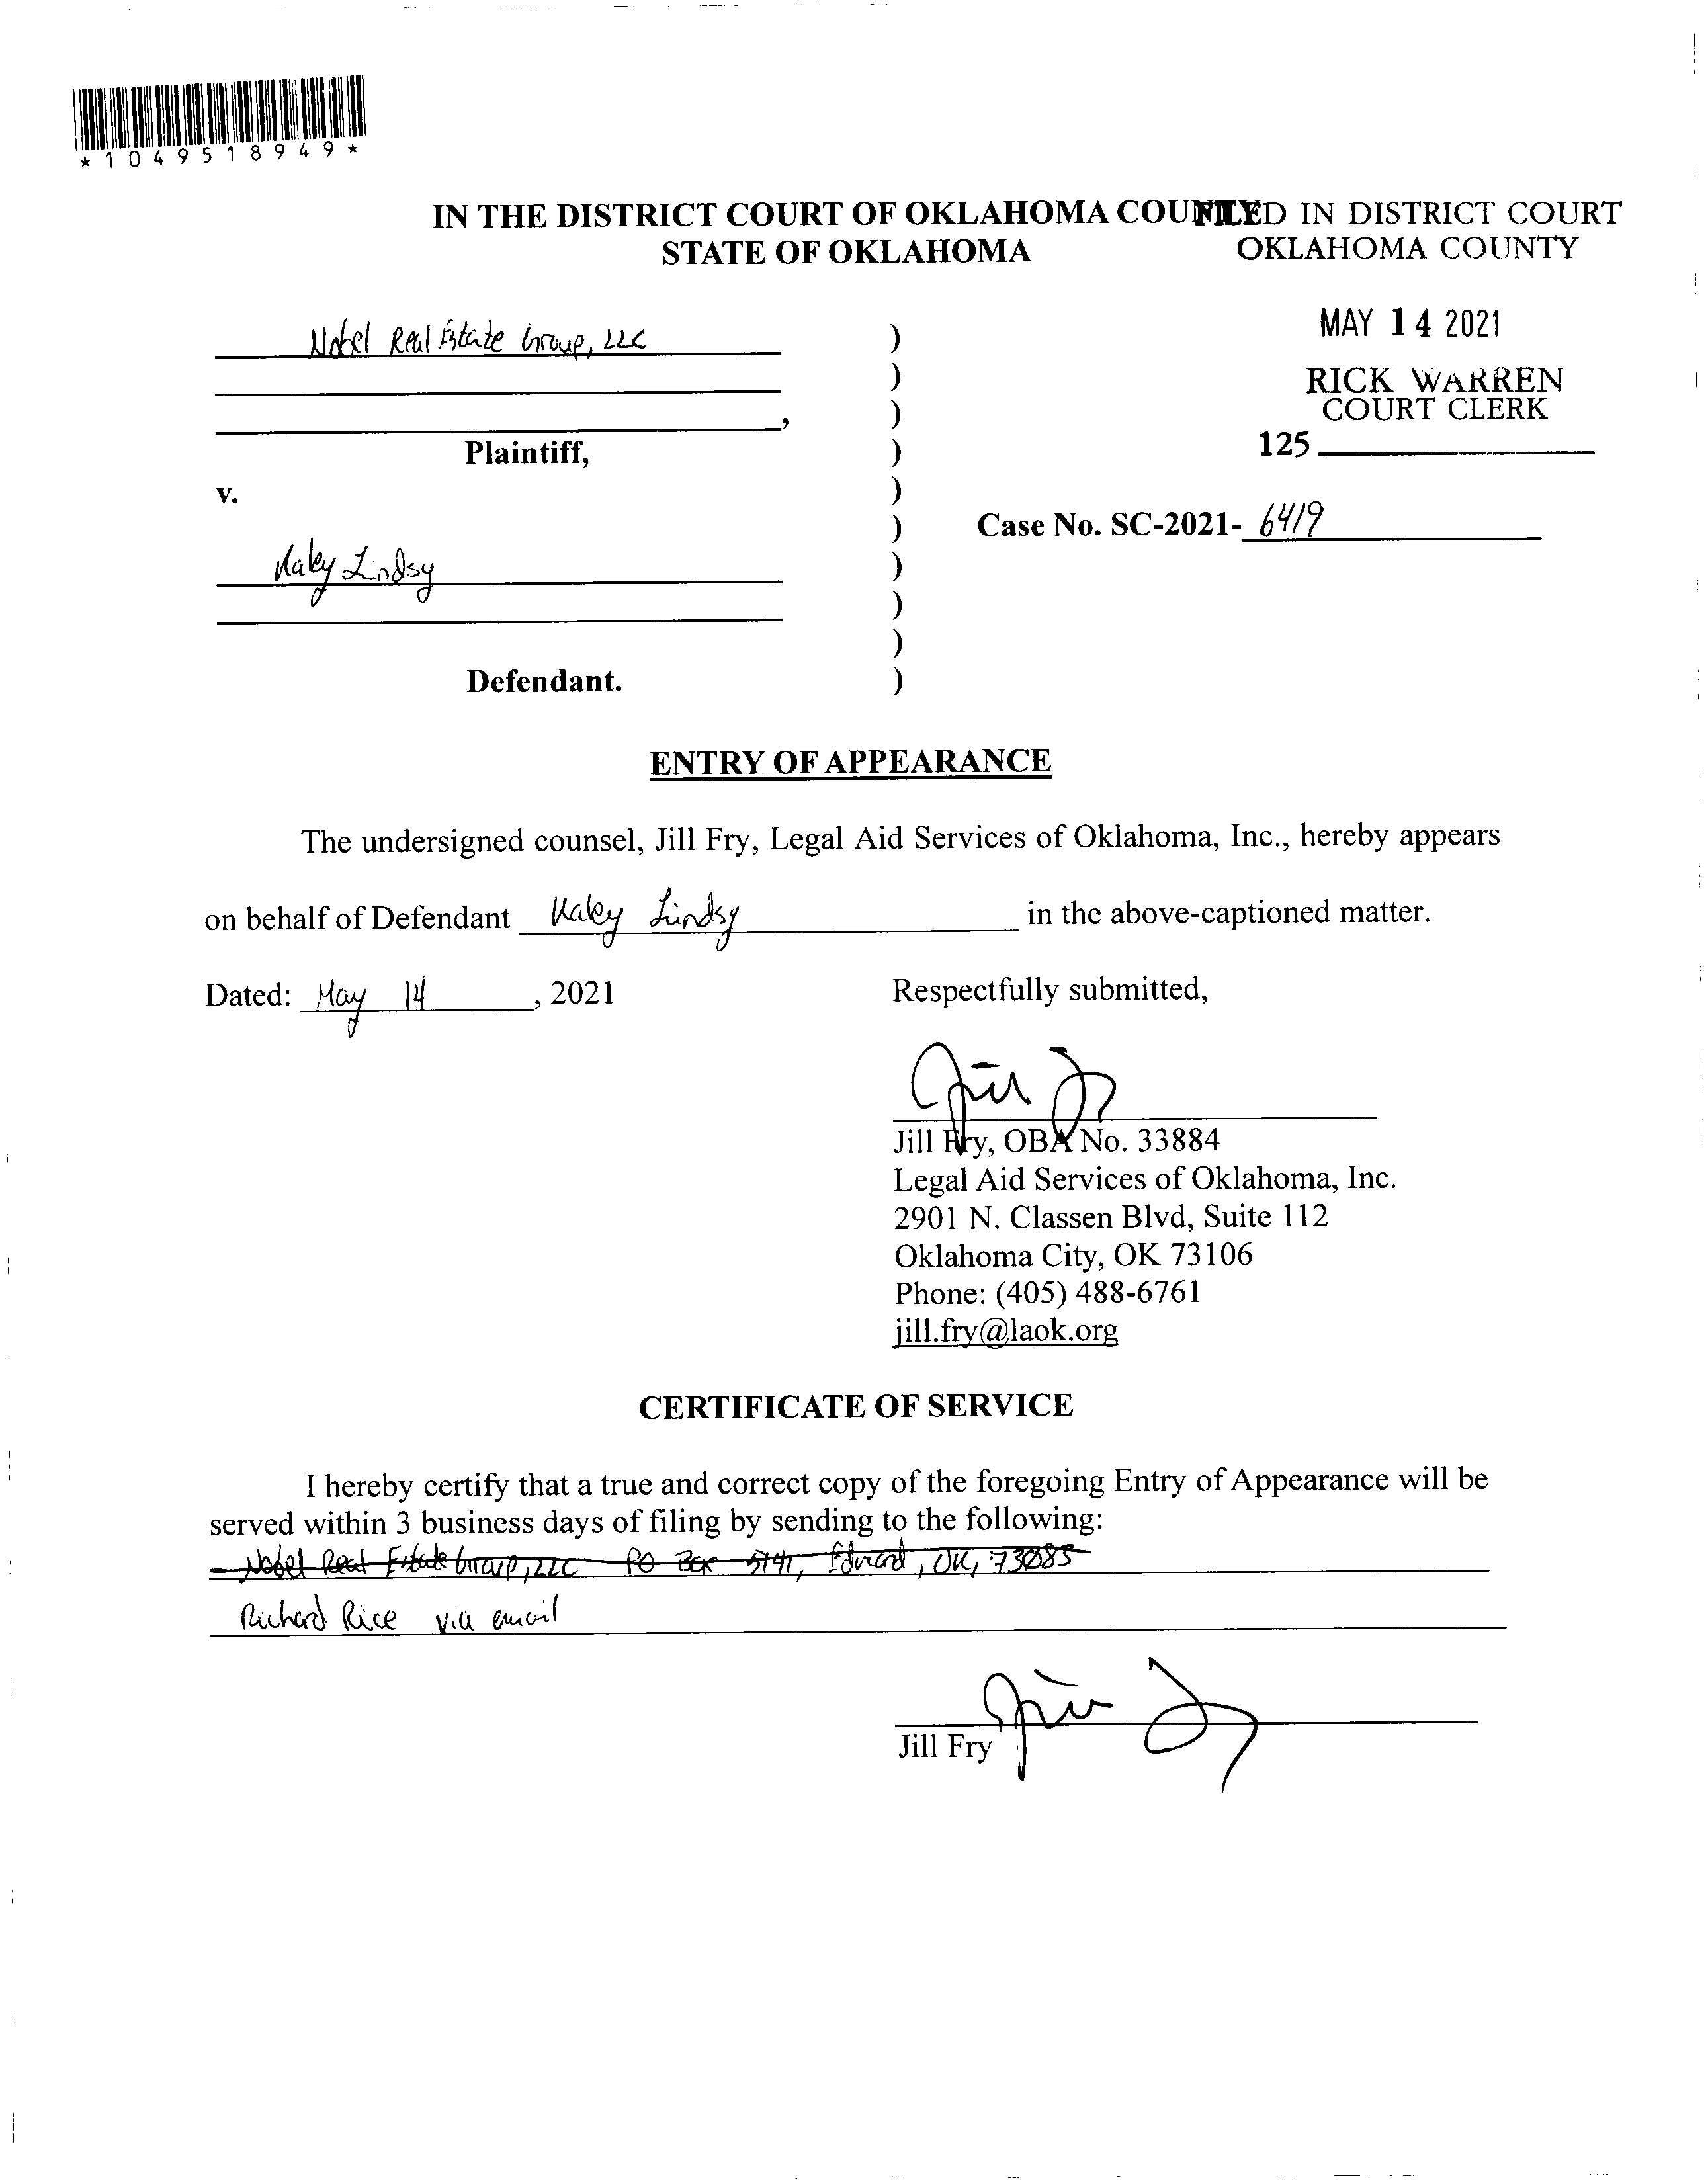 *1049518949*
IN THE DISTRICT COURT OF OKLAHOMA COUNTY
STATE OF OKLAHOMA
FILED IN DISTRICT COURT
OKLAHOMA COUNTY
MAY 14 2021
RICK WARREN
COURT CLERK
125
Nobel Real Estate Group, LLC )
)
, )
Plaintiff, )
v. )
) Case No. SC-2021- 6419
Kaley Lindsy )
)
)
Defendant. )
ENTRY OF APPEARANCE
The undersigned counsel, Jill Fry, Legal Aid Services of Oklahoma, Inc., hereby appears
on behalf of Defendant Kaley Lindsy in the above-captioned matter.
Dated: May 14, 2021 Respectfully submitted,
Jill Fry
Jill Fry, OBA No. 33884
Legal Aid Services of Oklahoma, Inc.
2901 N. Classen Blvd, Suite 112
Oklahoma City, OK 73106
Phone: (405) 488-6761
jill.fry@laok.org
CERTIFICATE OF SERVICE
I hereby certify that a true and correct copy of the foregoing Entry of Appearance will be
served within 3 business days of filing by sending to the following:
Nobel Real Estate Group, LLC PO Box 5141, Edmond, OK, 73083
Richard Rice via email
Jill Fry
Jill Fry